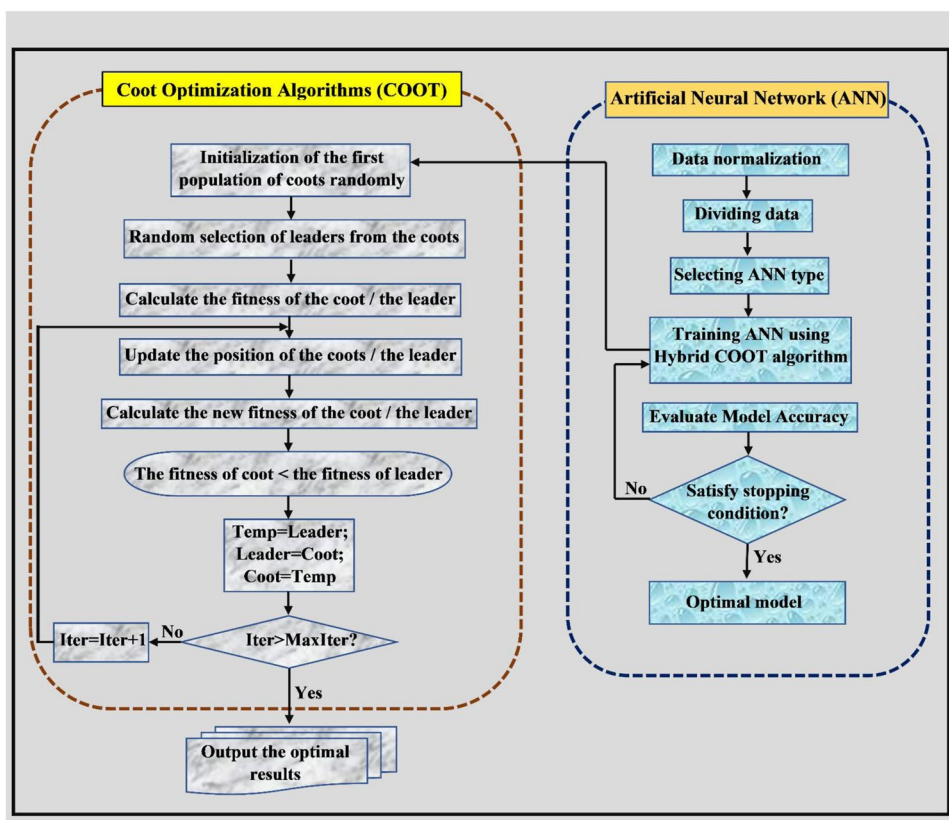 Coot Optimization Algorithms (COOT)
Initialization of the first
population of coots randomly
Random selection of leaders from the coots
Calculate the fitness of the coot / the leader
Update the position of the coots / the leader
Calculate the new fitness of the coot / the leader
The fitness of coot < the fitness of leader
Temp=Leader;
Leader=Coot;
Coot=Temp
Iter>MaxIter?
No
Iter=Iter+1
Yes
Output the optimal
results
Artificial Neural Network (ANN)
Data normalization
Dividing data
Selecting ANN type
Training ANN using
Hybrid COOT algorithm
Evaluate Model Accuracy
Satisfy stopping
condition?
No
Yes
Optimal model